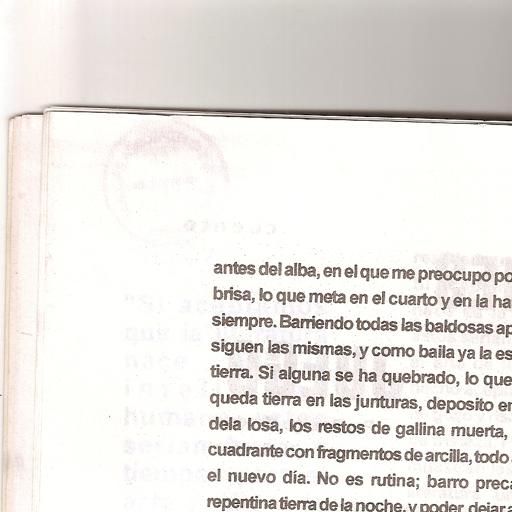 antes del alba, en el que me preocupo po
brisa, lo que meta en el cuarto y en la ha
siempre. Barriendo todas las baldosas ap
siguen las mismas, y como baila ya la es
tierra. Si alguna se ha quebrado, lo que
queda tierra en las junturas, deposito en
dela losa, los restos de gallina muerta,
cuadrante con fragmentos de arcilla, todo
el nuevo día. No es rutina; barro preca
repentina tierra de la noche, y poder dejar a